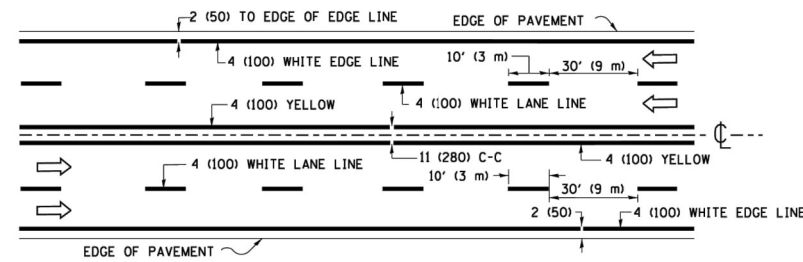 2 (50) TO EDGE OF EDGE LINE
EDGE OF PAVEMENT
4 (100) WHITE EDGE LINE
10' (3 m)
30' (9 m)
4 (100) YELLOW
4 (100) WHITE LANE LINE
℄
11 (280) C-C
4 (100) YELLOW
4 (100) WHITE LANE LINE
10' (3 m)
30' (9 m)
2 (50)
4 (100) WHITE EDGE LINE
EDGE OF PAVEMENT